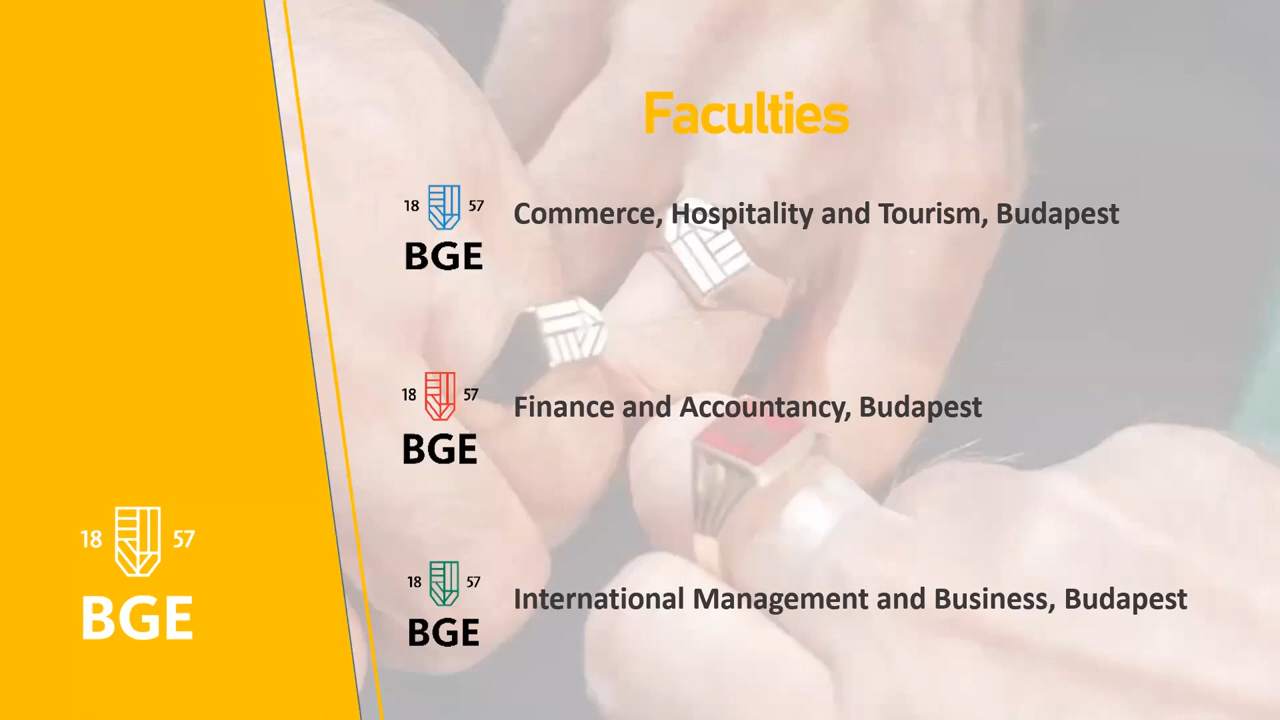 Faculties
18 57
BGE
Commerce, Hospitality and Tourism, Budapest
18 57
BGE
Finance and Accountancy, Budapest
18 57
BGE
International Management and Business, Budapest
18 57
BGE